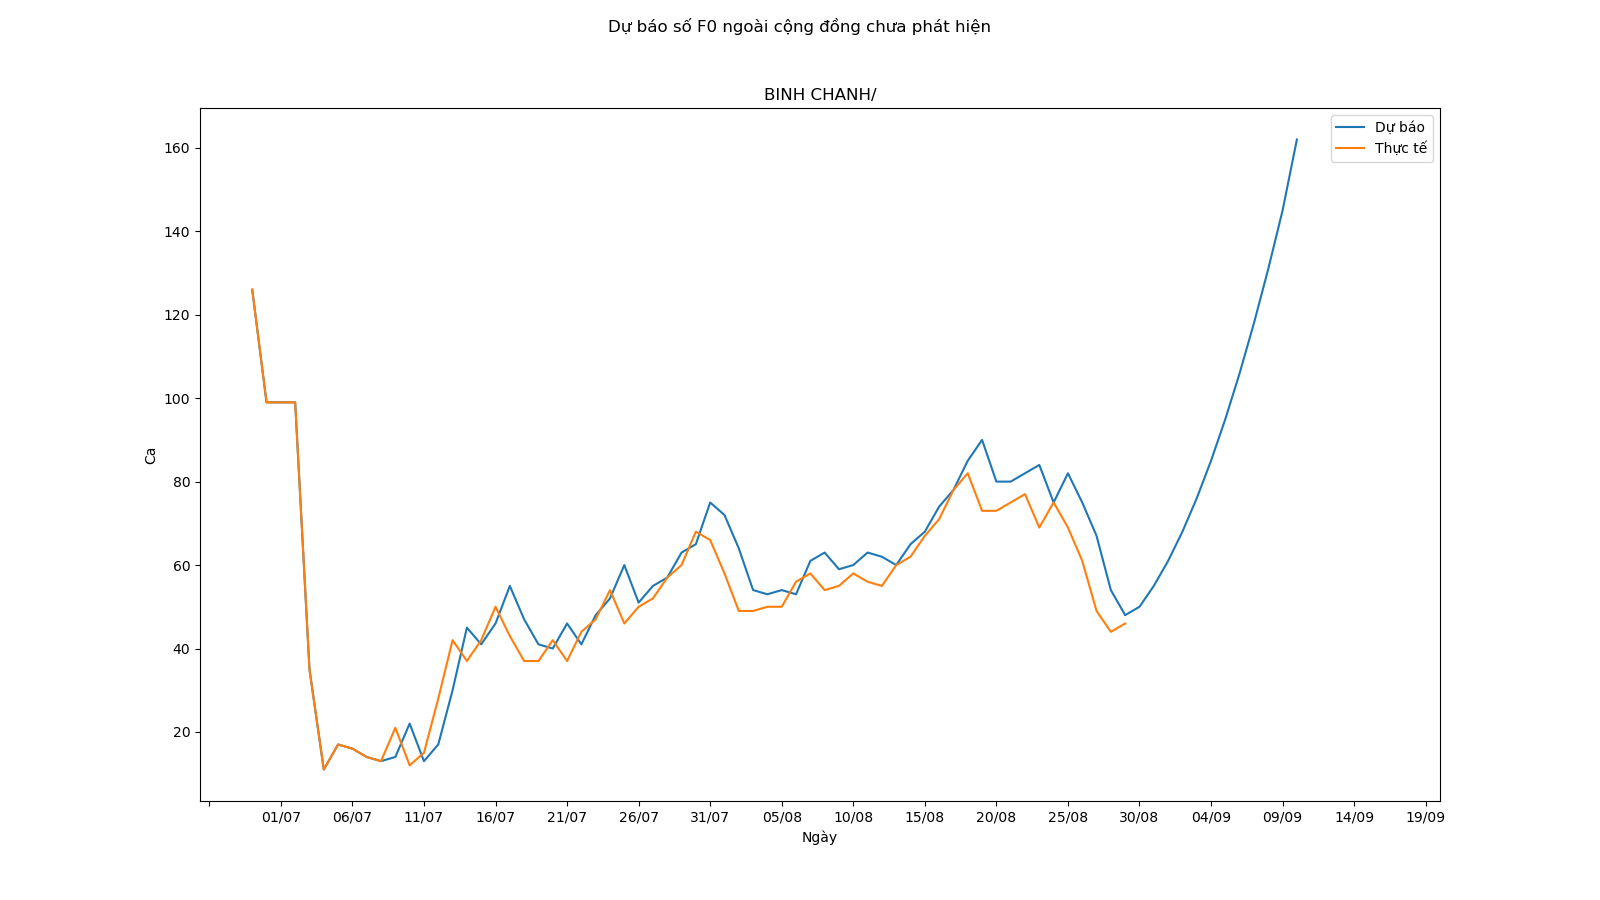 Dự báo số F0 ngoài cộng đồng chưa phát hiện
BINH CHANH/
Dự báo
Thực tế
160
140
120
100
80
60
40
20
Ca
01/07 06/07 11/07 16/07 21/07 26/07 31/07 05/08 10/08 15/08 20/08 25/08 30/08 04/09 09/09 14/09 19/09
Ngày